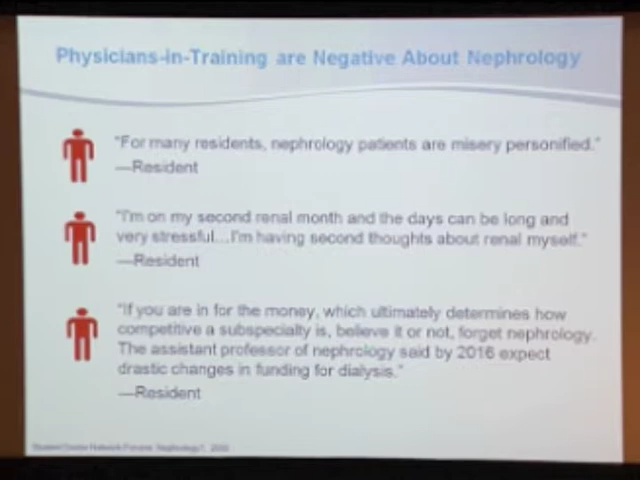 Physicians-in-Training are Negative About Nephrology
"For many residents, nephrology patients are misery personified."
—Resident
"I'm on my second renal month and the days can be long and
very stressful...I'm having second thoughts about renal myself."
—Resident
"If you are in for the money, which ultimately determines how
competitive a subspecialty is, believe it or not, forget nephrology.
The assistant professor of nephrology said by 2016 expect
drastic changes in funding for dialysis."
—Resident